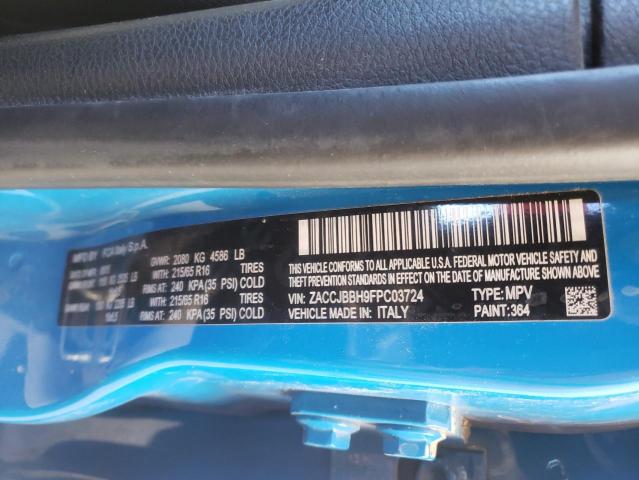 MFD BY FCA Italy S.p.A.
GVWR: 2080 KG 4586 LB
WITH 215/65 R16 TIRES
RIMS AT: 240 KPA(35 PSI) COLD
WITH 215/65 R16 TIRES
RIMS AT: 240 KPA(35 PSI) COLD
THIS VEHICLE CONFORMS TO ALL APPLICABLE
U.S.A. FEDERAL MOTOR VEHICLE SAFETY, BUMPER AND
THEFT PREVENTION STANDARDS IN EFFECT ON THE DATE OF MANUFACTURE SHOWN ABOVE.
VIN: ZACCJBBH9FPC03724 TYPE: MPV
VEHICLE MADE IN: ITALY PAINT: 364